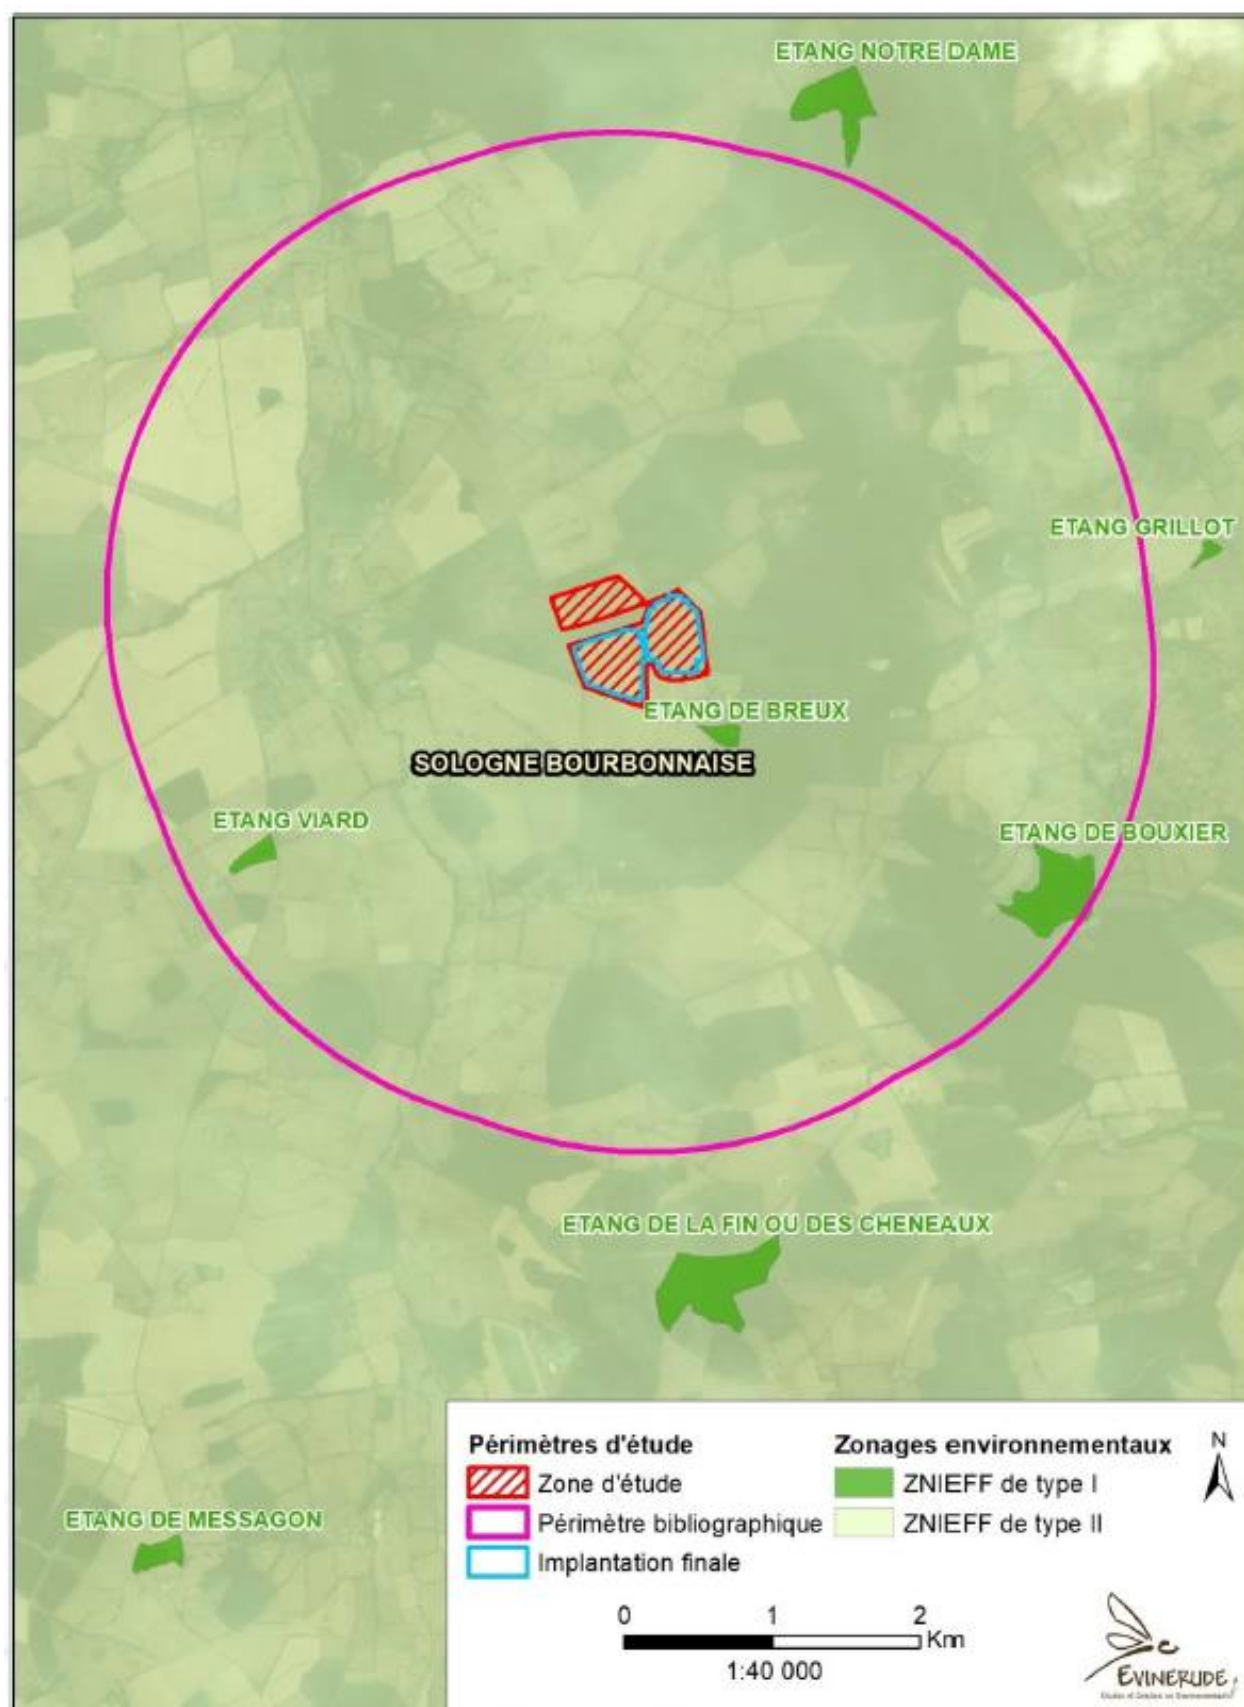 ETANG NOTRE DAME
ETANG GRILLOT
ETANG DE BREUX
SOLOGNE BOURBONNAISE
ETANG VIARD
ETANG DE BOUXIER
ETANG DE LA FIN OU DES CHENEAUX
ETANG DE MESSAGON
Périmètres d'étude
Zone d'étude
Périmètre bibliographique
Implantation finale
Zonages environnementaux
ZNIEFF de type I
ZNIEFF de type II
N
0 1 2
Km
1:40 000
EVINERUDE